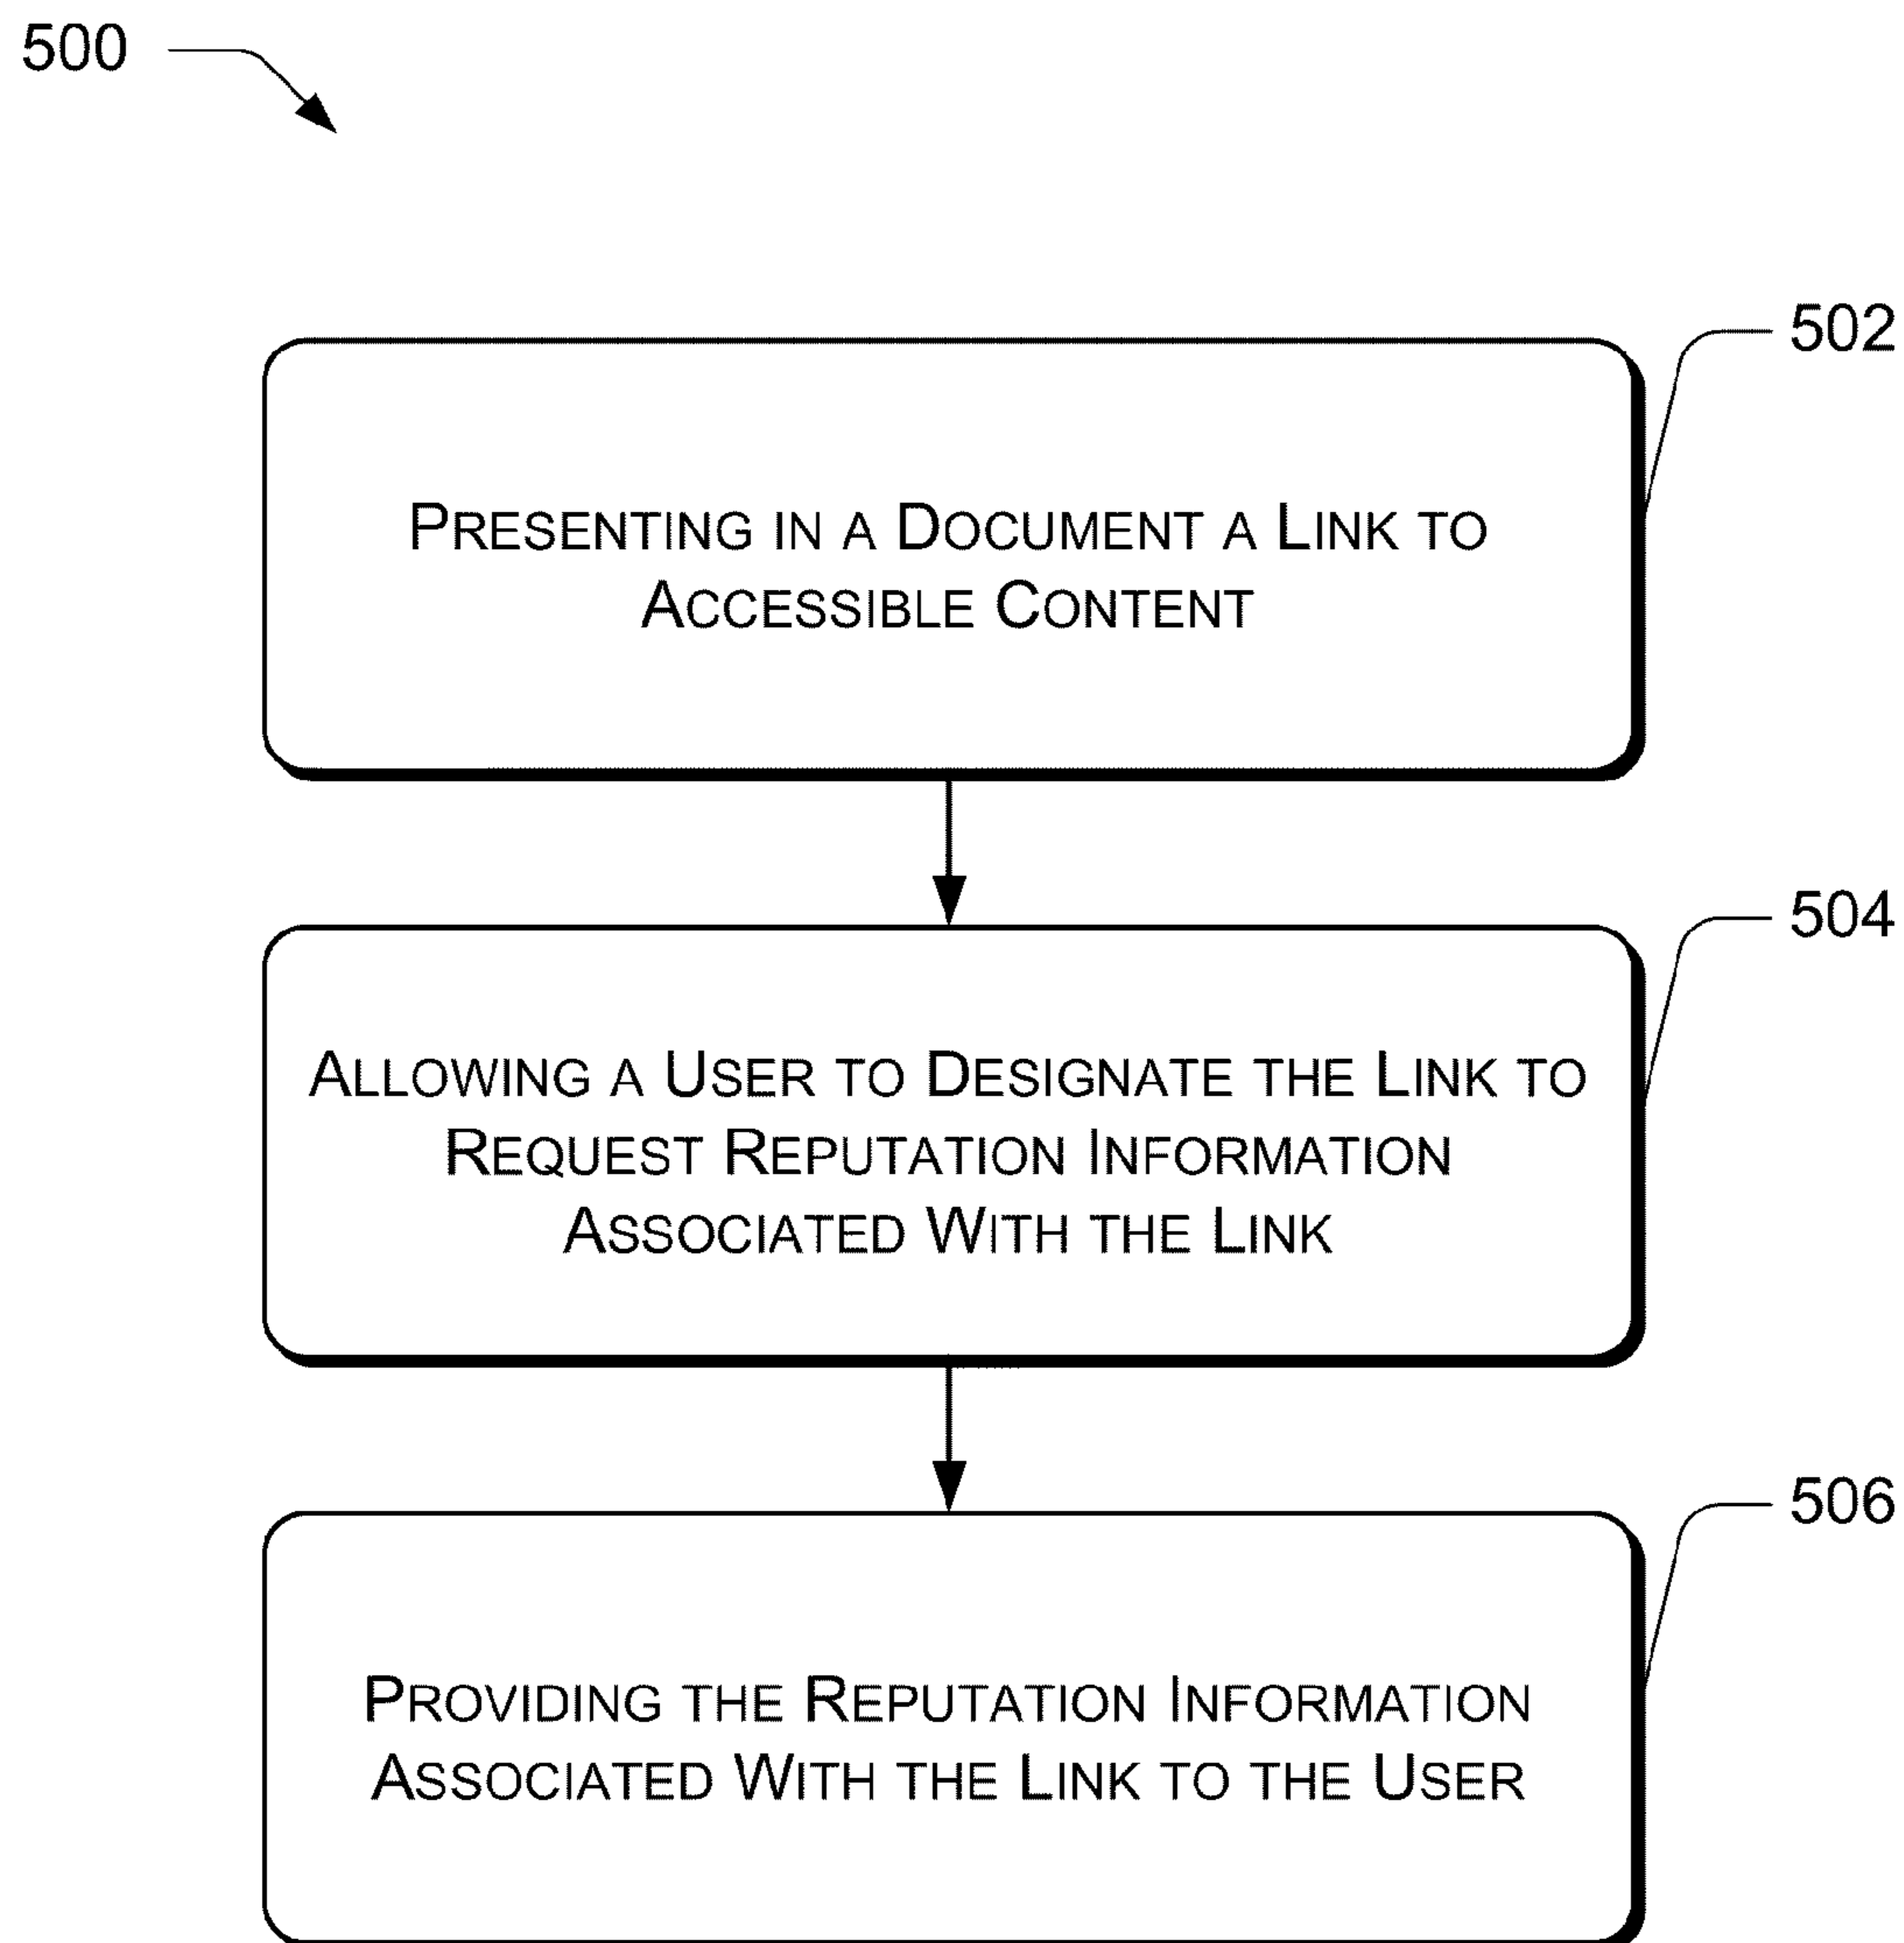 500
502
PRESENTING IN A DOCUMENT A LINK TO
ACCESSIBLE CONTENT
504
ALLOWING A USER TO DESIGNATE THE LINK TO
REQUEST REPUTATION INFORMATION
ASSOCIATED WITH THE LINK
506
PROVIDING THE REPUTATION INFORMATION
ASSOCIATED WITH THE LINK TO THE USER